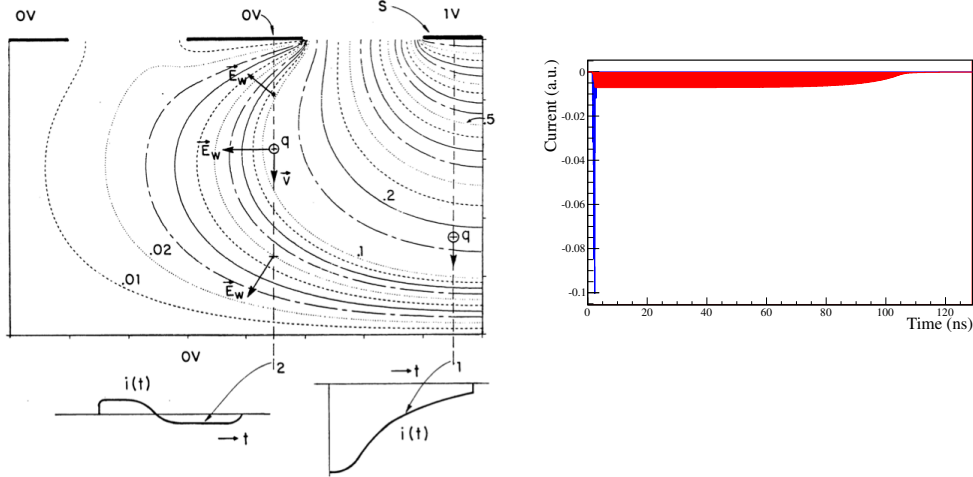 0V
0V
S
1V
E_W
q
.5
E_W
v
.2
q
.02
.1
.01
E_W
0V
2
1
i(t)
t
t
i(t)
Current (a.u.)
0
-0.02
-0.04
-0.06
-0.08
-0.1
0 20 40 60 80 100 120
Time (ns)